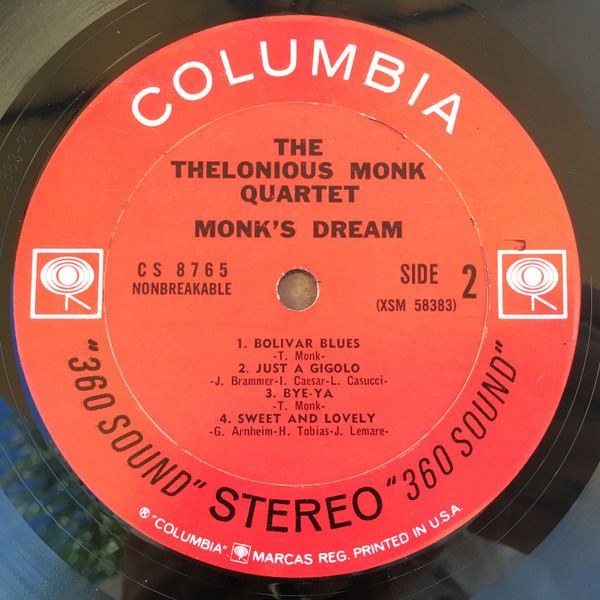 COLUMBIA
THE
THELONIOUS MONK
QUARTET
MONK'S DREAM
CS 8765
NONBREAKABLE
SIDE 2
(XSM 58383)
1. BOLIVAR BLUES
-T. Monk-
2. JUST A GIGOLO
-J. Brammer-I. Caesar-L. Casucci-
3. BYE-YA
-T. Monk-
4. SWEET AND LOVELY
-G. Arnheim-H. Tobias-J. Lemare-
"360 SOUND" STEREO "360 SOUND"
® "COLUMBIA", MARCAS REG. PRINTED IN U.S.A.